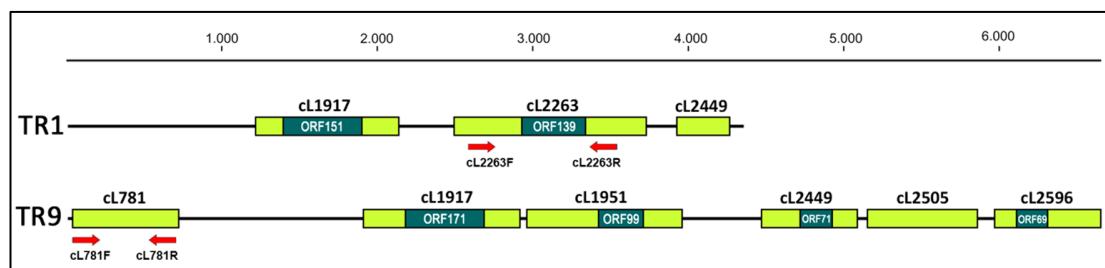 1.000 2.000 3.000 4.000 5.000 6.000
cL1917 cL2263 cL2449
TR1 ORF151 ORF139
cL2263F cL2263R
cL781 cL1917 cL1951 cL2449 cL2505 cL2596
TR9 ORF171 ORF99 ORF71 ORF69
cL781F cL781R